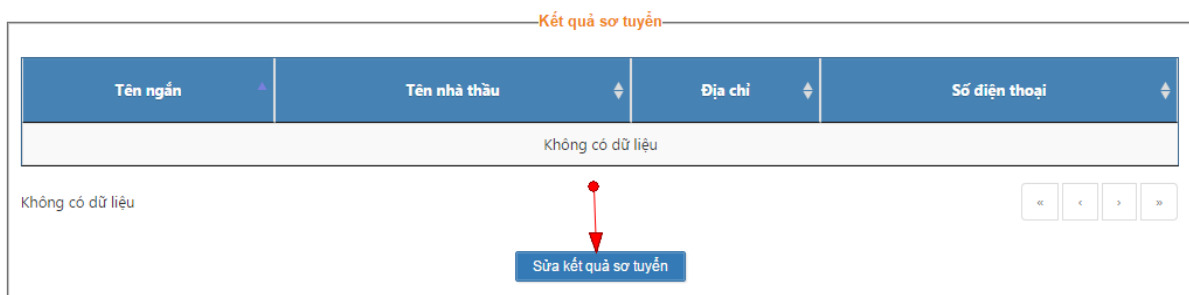 Kết quả sơ tuyển
Tên ngắn Tên nhà thầu Địa chỉ Số điện thoại
Không có dữ liệu
Không có dữ liệu « ‹ › »
Sửa kết quả sơ tuyển